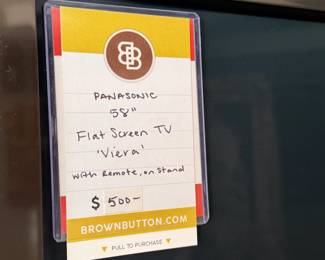 BB
PANASONIC
58"
Flat Screen TV
'Viera'
With Remote, on Stand
$ 500-
BROWNBUTTON.COM
▼ PULL TO PURCHASE ▼